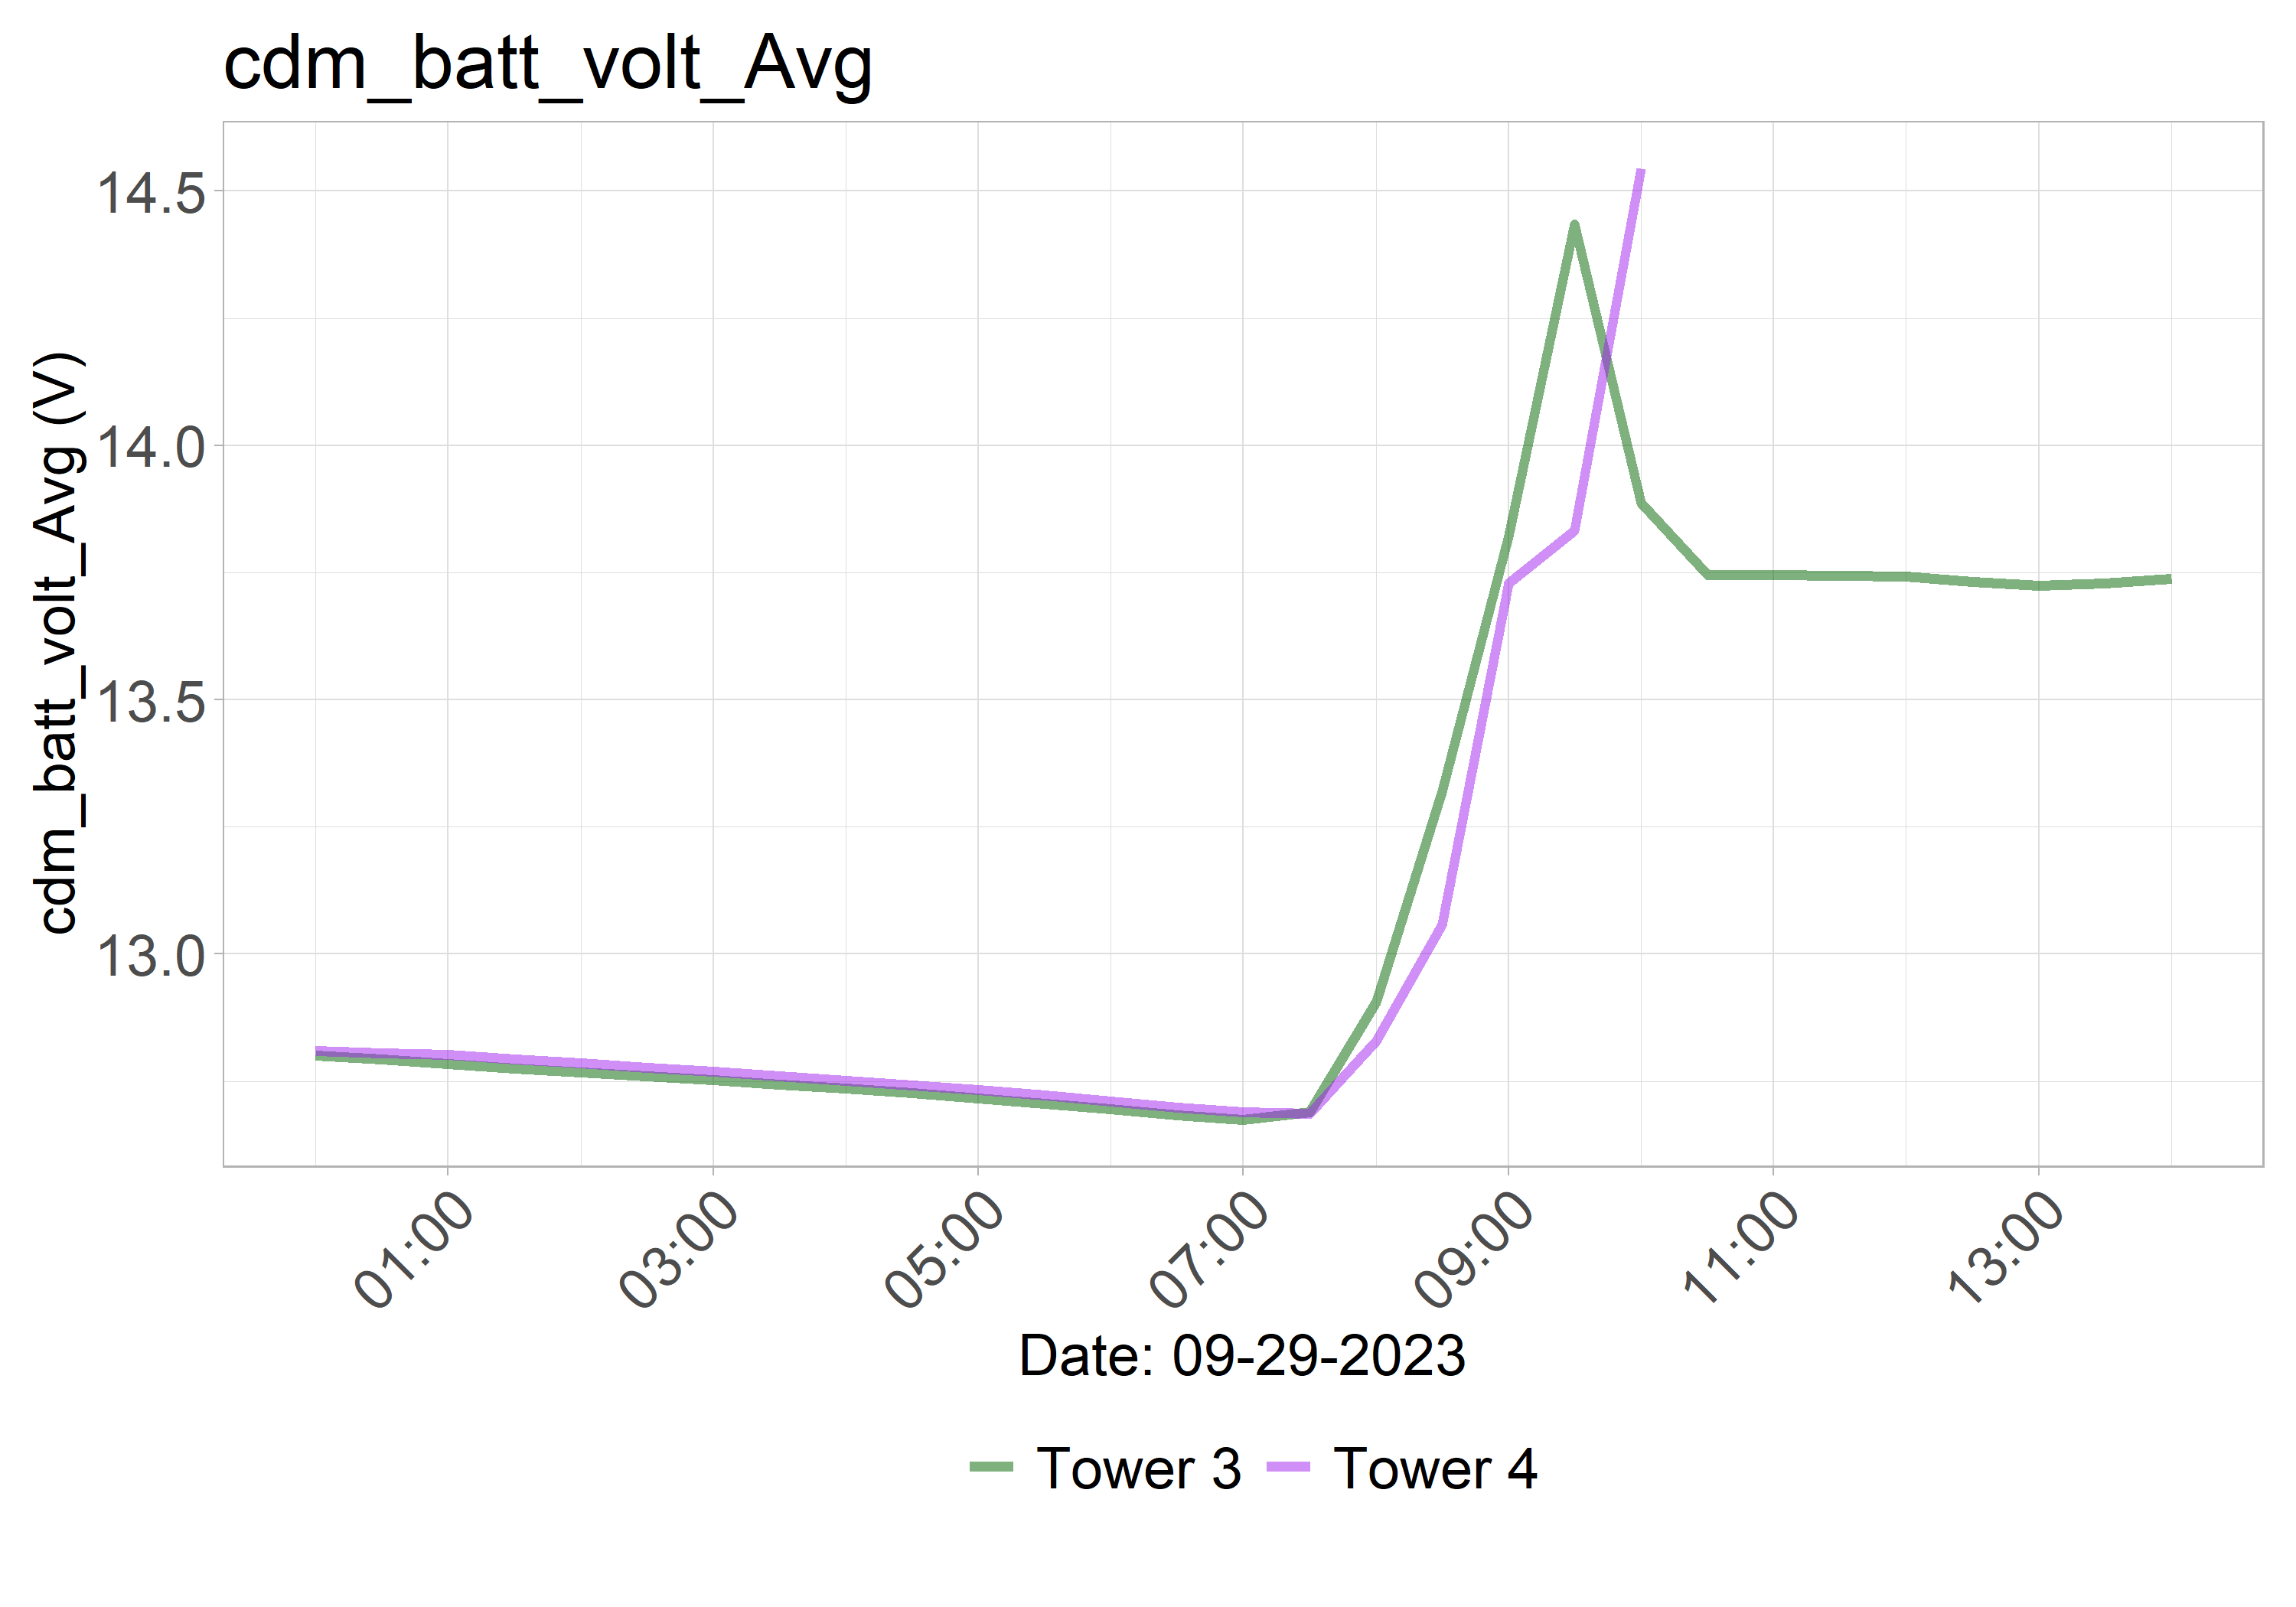 cdm_batt_volt_Avg
cdm_batt_volt_Avg (V)
14.5
14.0
13.5
13.0
01:00
03:00
05:00
07:00
09:00
11:00
13:00
Date: 09-29-2023
Tower 3
Tower 4